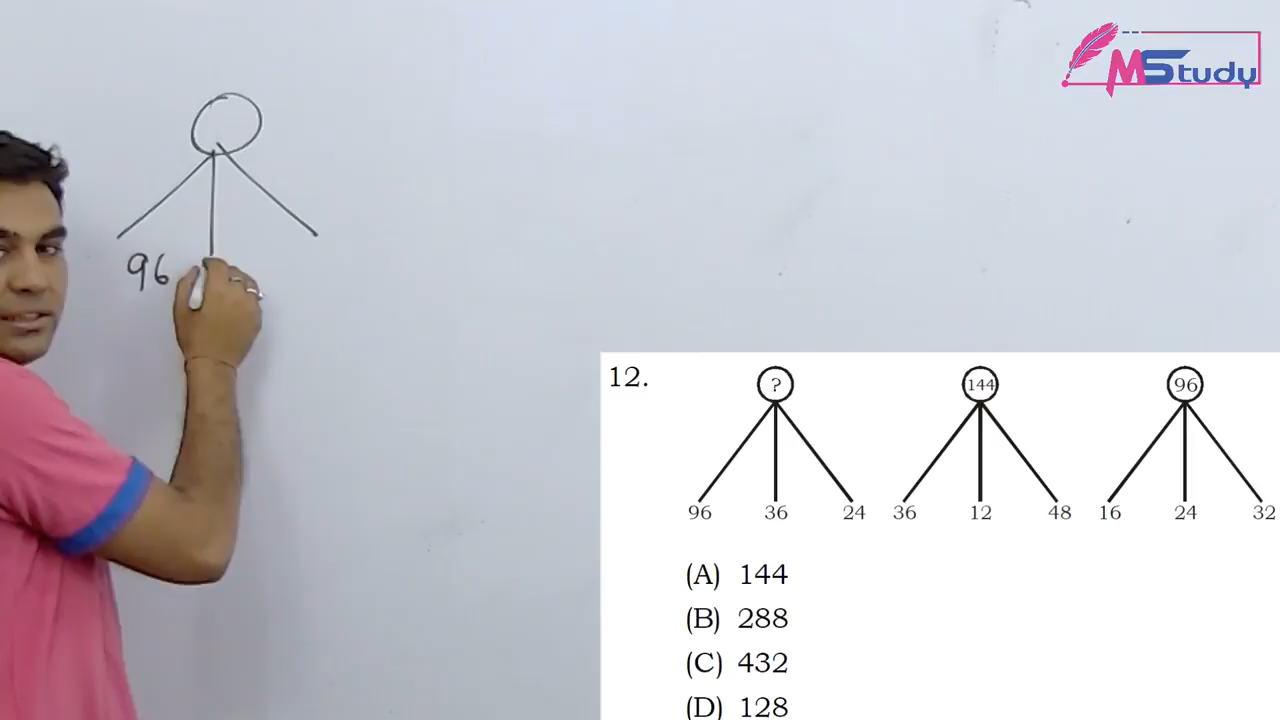 MStudy
96
12.
? 144 96
96 36 24 36 12 48 16 24 32
(A) 144
(B) 288
(C) 432
(D) 128